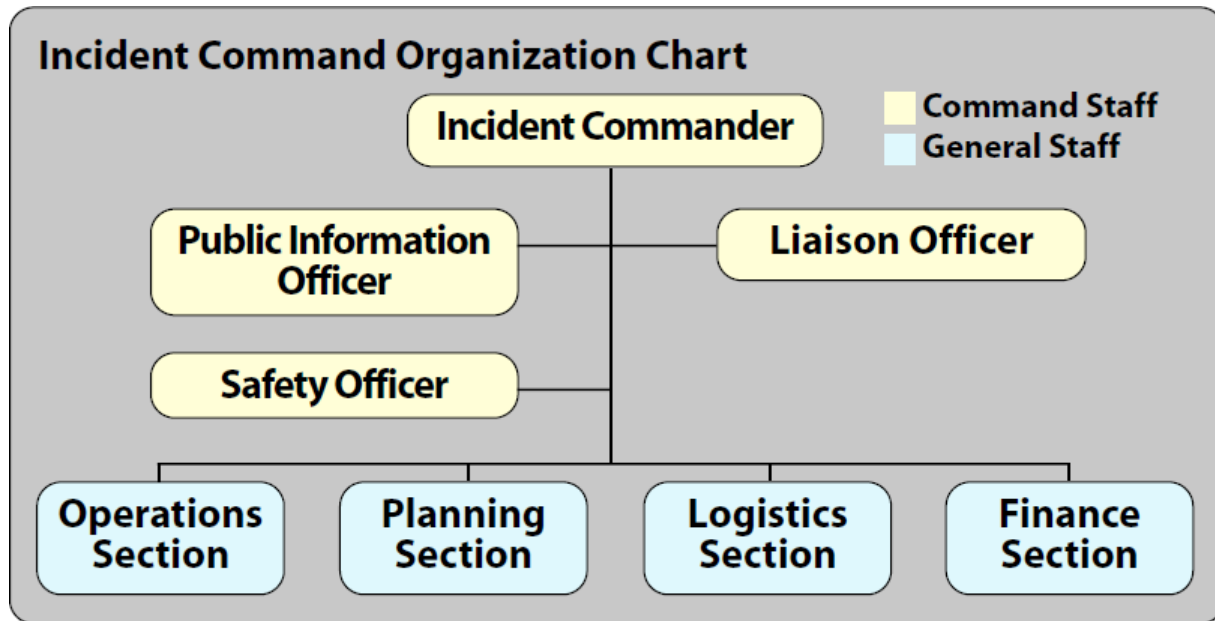 Incident Command Organization Chart
Incident Commander
Command Staff
General Staff
Public Information
Officer
Liaison Officer
Safety Officer
Operations
Section
Planning
Section
Logistics
Section
Finance
Section